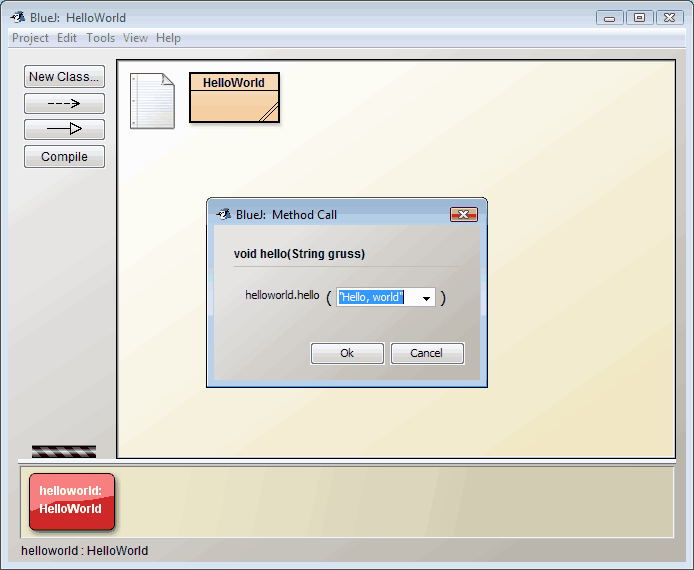 BlueJ: HelloWorld
Project Edit Tools View Help
New Class...
HelloWorld
Compile
BlueJ: Method Call
void hello(String gruss)
helloworld.hello ( "Hello, world" )
Ok Cancel
helloworld:
HelloWorld
helloworld : HelloWorld